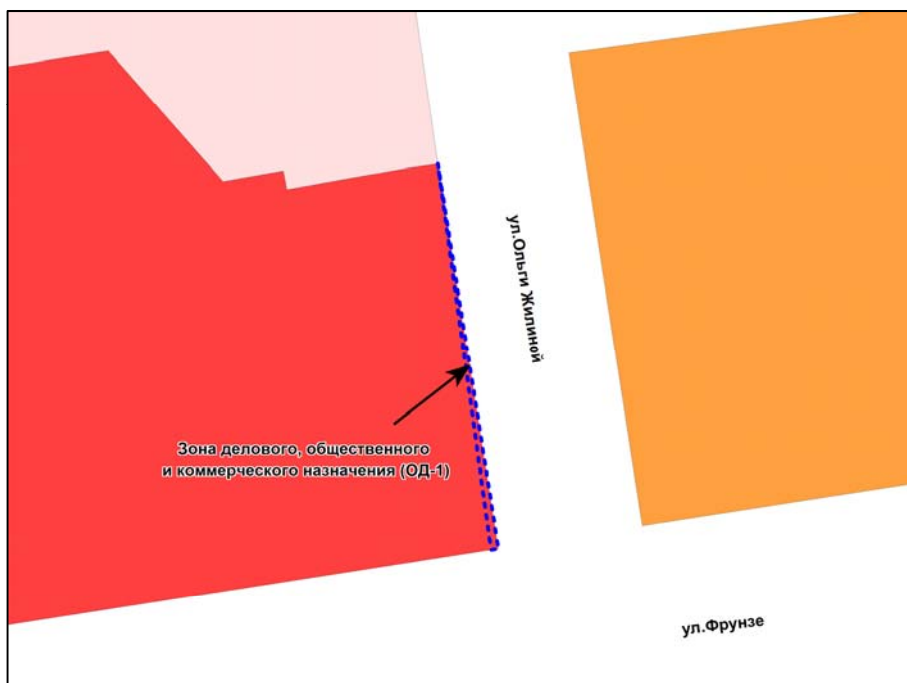 ул.Ольги Жилиной
Зона делового, общественного
и коммерческого назначения (ОД-1)
ул.Фрунзе